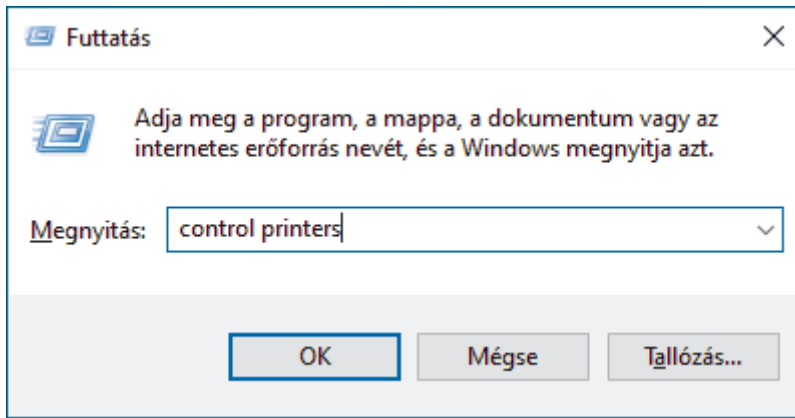 Futtatás
Adja meg a program, a mappa, a dokumentum vagy az
internetes erőforrás nevét, és a Windows megnyitja azt.
Megnyitás: control printers
OK Mégse Tallózás...